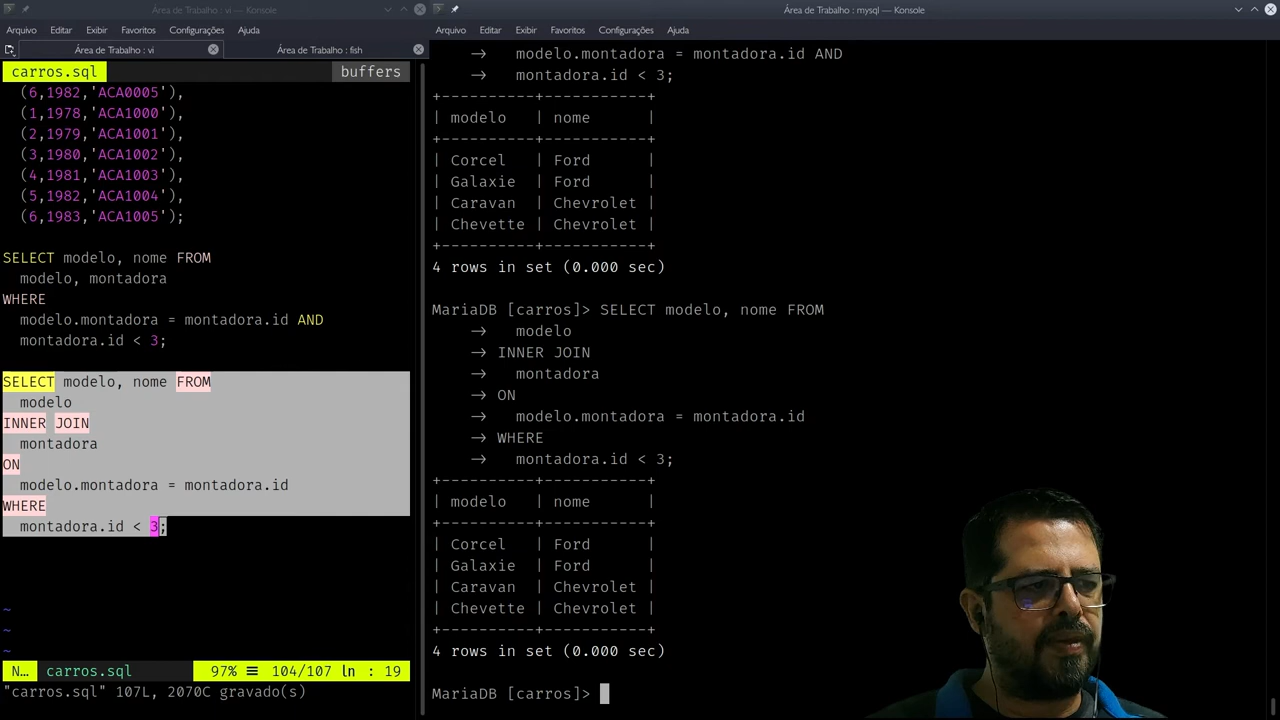 Área de Trabalho : vi — Konsole
Arquivo Editar Exibir Favoritos Configurações Ajuda
Área de Trabalho : vi
Área de Trabalho : fish
carros.sql buffers
(6,1982,'ACA0005'),
(1,1978,'ACA1000'),
(2,1979,'ACA1001'),
(3,1980,'ACA1002'),
(4,1981,'ACA1003'),
(5,1982,'ACA1004'),
(6,1983,'ACA1005');
SELECT modelo, nome FROM
modelo, montadora
WHERE
modelo.montadora = montadora.id AND
montadora.id < 3;
SELECT modelo, nome FROM
modelo
INNER JOIN
montadora
ON
modelo.montadora = montadora.id
WHERE
montadora.id < 3;
~
~
~
N… carros.sql 97% ≡ 104/107 ln : 19
"carros.sql" 107L, 2070C gravado(s)
Área de Trabalho : mysql — Konsole
Arquivo Editar Exibir Favoritos Configurações Ajuda
-> modelo.montadora = montadora.id AND
-> montadora.id < 3;
+----------+-----------+
| modelo | nome |
+----------+-----------+
| Corcel | Ford |
| Galaxie | Ford |
| Caravan | Chevrolet |
| Chevette | Chevrolet |
+----------+-----------+
4 rows in set (0.000 sec)
MariaDB [carros]> SELECT modelo, nome FROM
-> modelo
-> INNER JOIN
-> montadora
-> ON
-> modelo.montadora = montadora.id
-> WHERE
-> montadora.id < 3;
+----------+-----------+
| modelo | nome |
+----------+-----------+
| Corcel | Ford |
| Galaxie | Ford |
| Caravan | Chevrolet |
| Chevette | Chevrolet |
+----------+-----------+
4 rows in set (0.000 sec)
MariaDB [carros]>